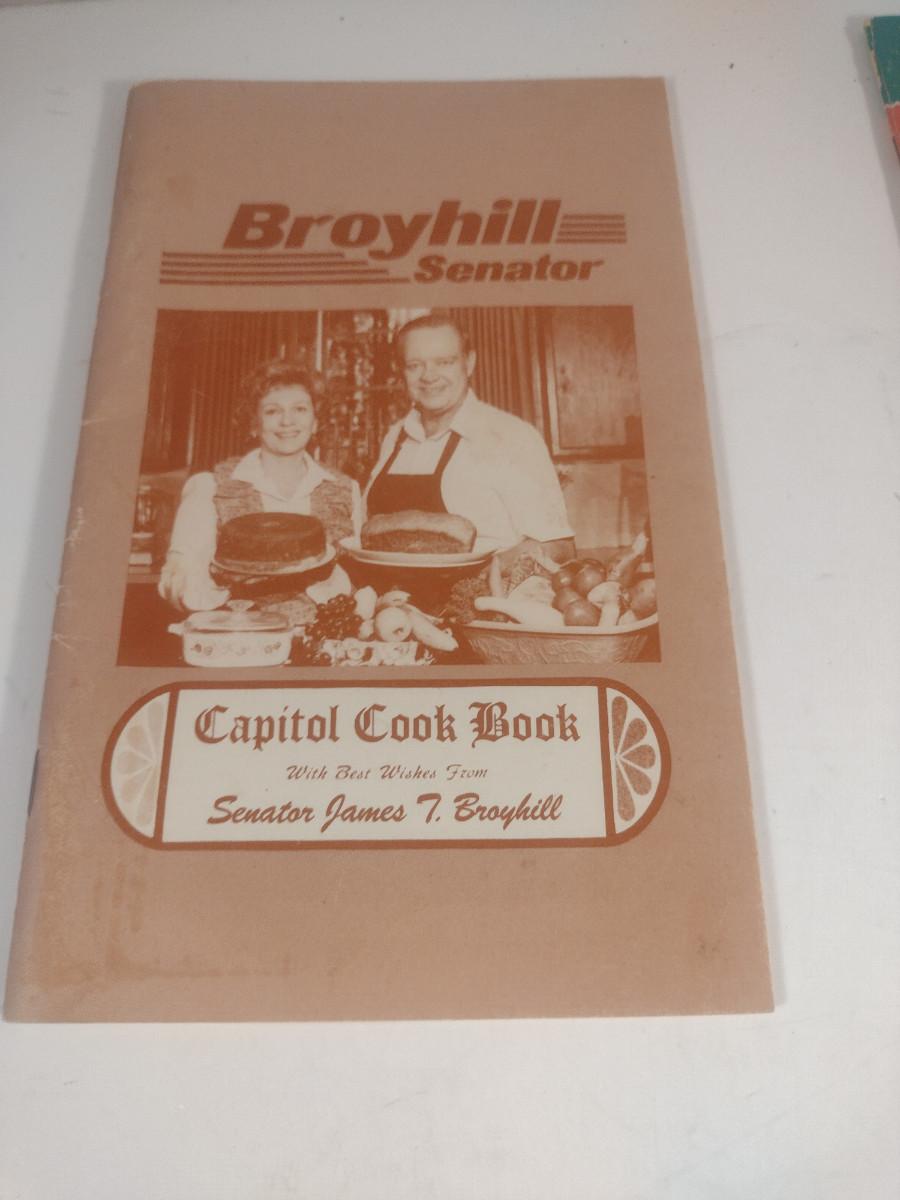 Broyhill
Senator
Capitol Cook Book
With Best Wishes From
Senator James T. Broyhill